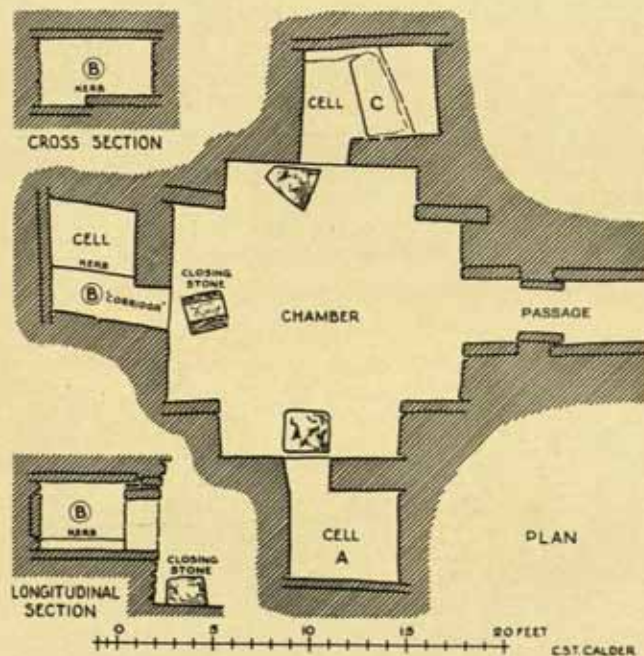 B
KERB
CROSS SECTION
CELL
C
CELL
KERB
B "CORRIDOR"
CLOSING
STONE
CHAMBER
PASSAGE
B
KERB
CLOSING
STONE
LONGITUDINAL
SECTION
CELL
A
PLAN
0 5 10 15 20 FEET
C.S.T. CALDER